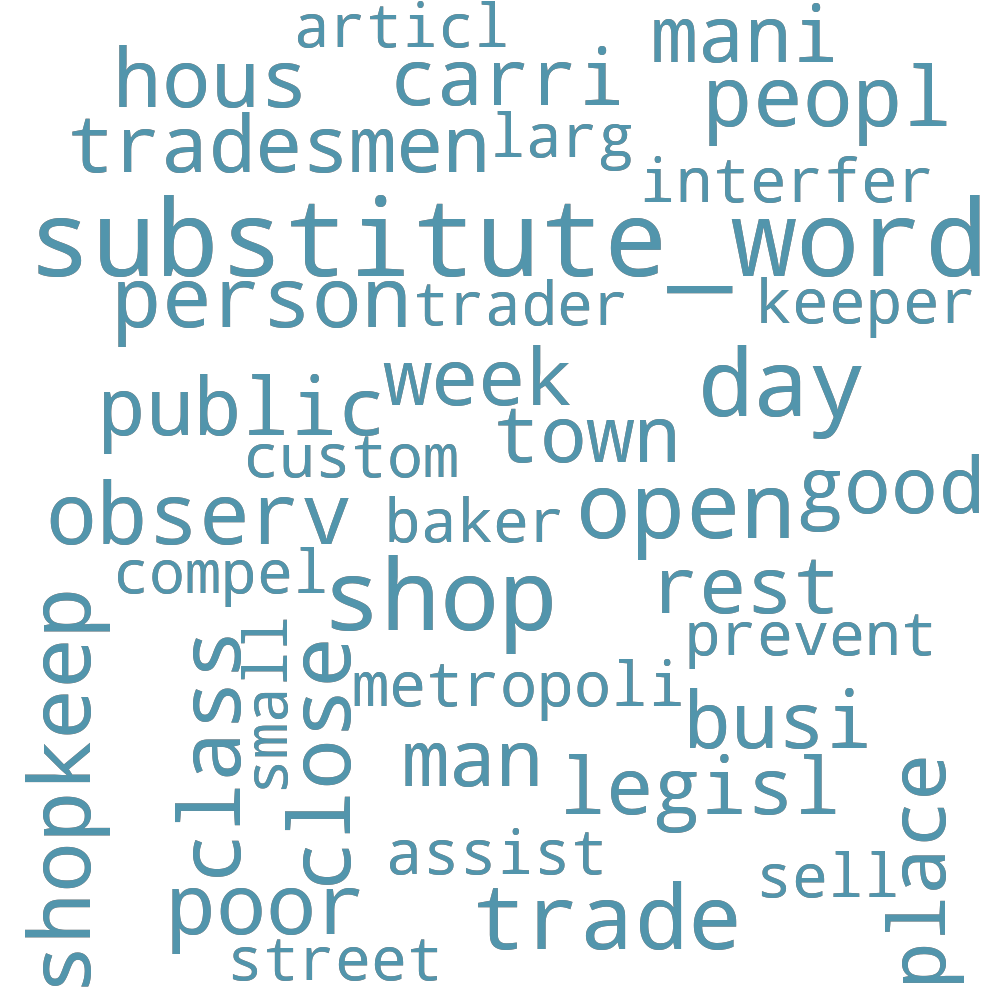 articl
mani
hous
carri
peopl
tradesmen
larg
interfer
substitute_word
person
trader
keeper
week
day
public
town
custom
good
observ
baker
open
compel
shop
rest
prevent
shopkeep
class
small
close
metropoli
busi
man
legisl
place
assist
sell
poor
trade
street